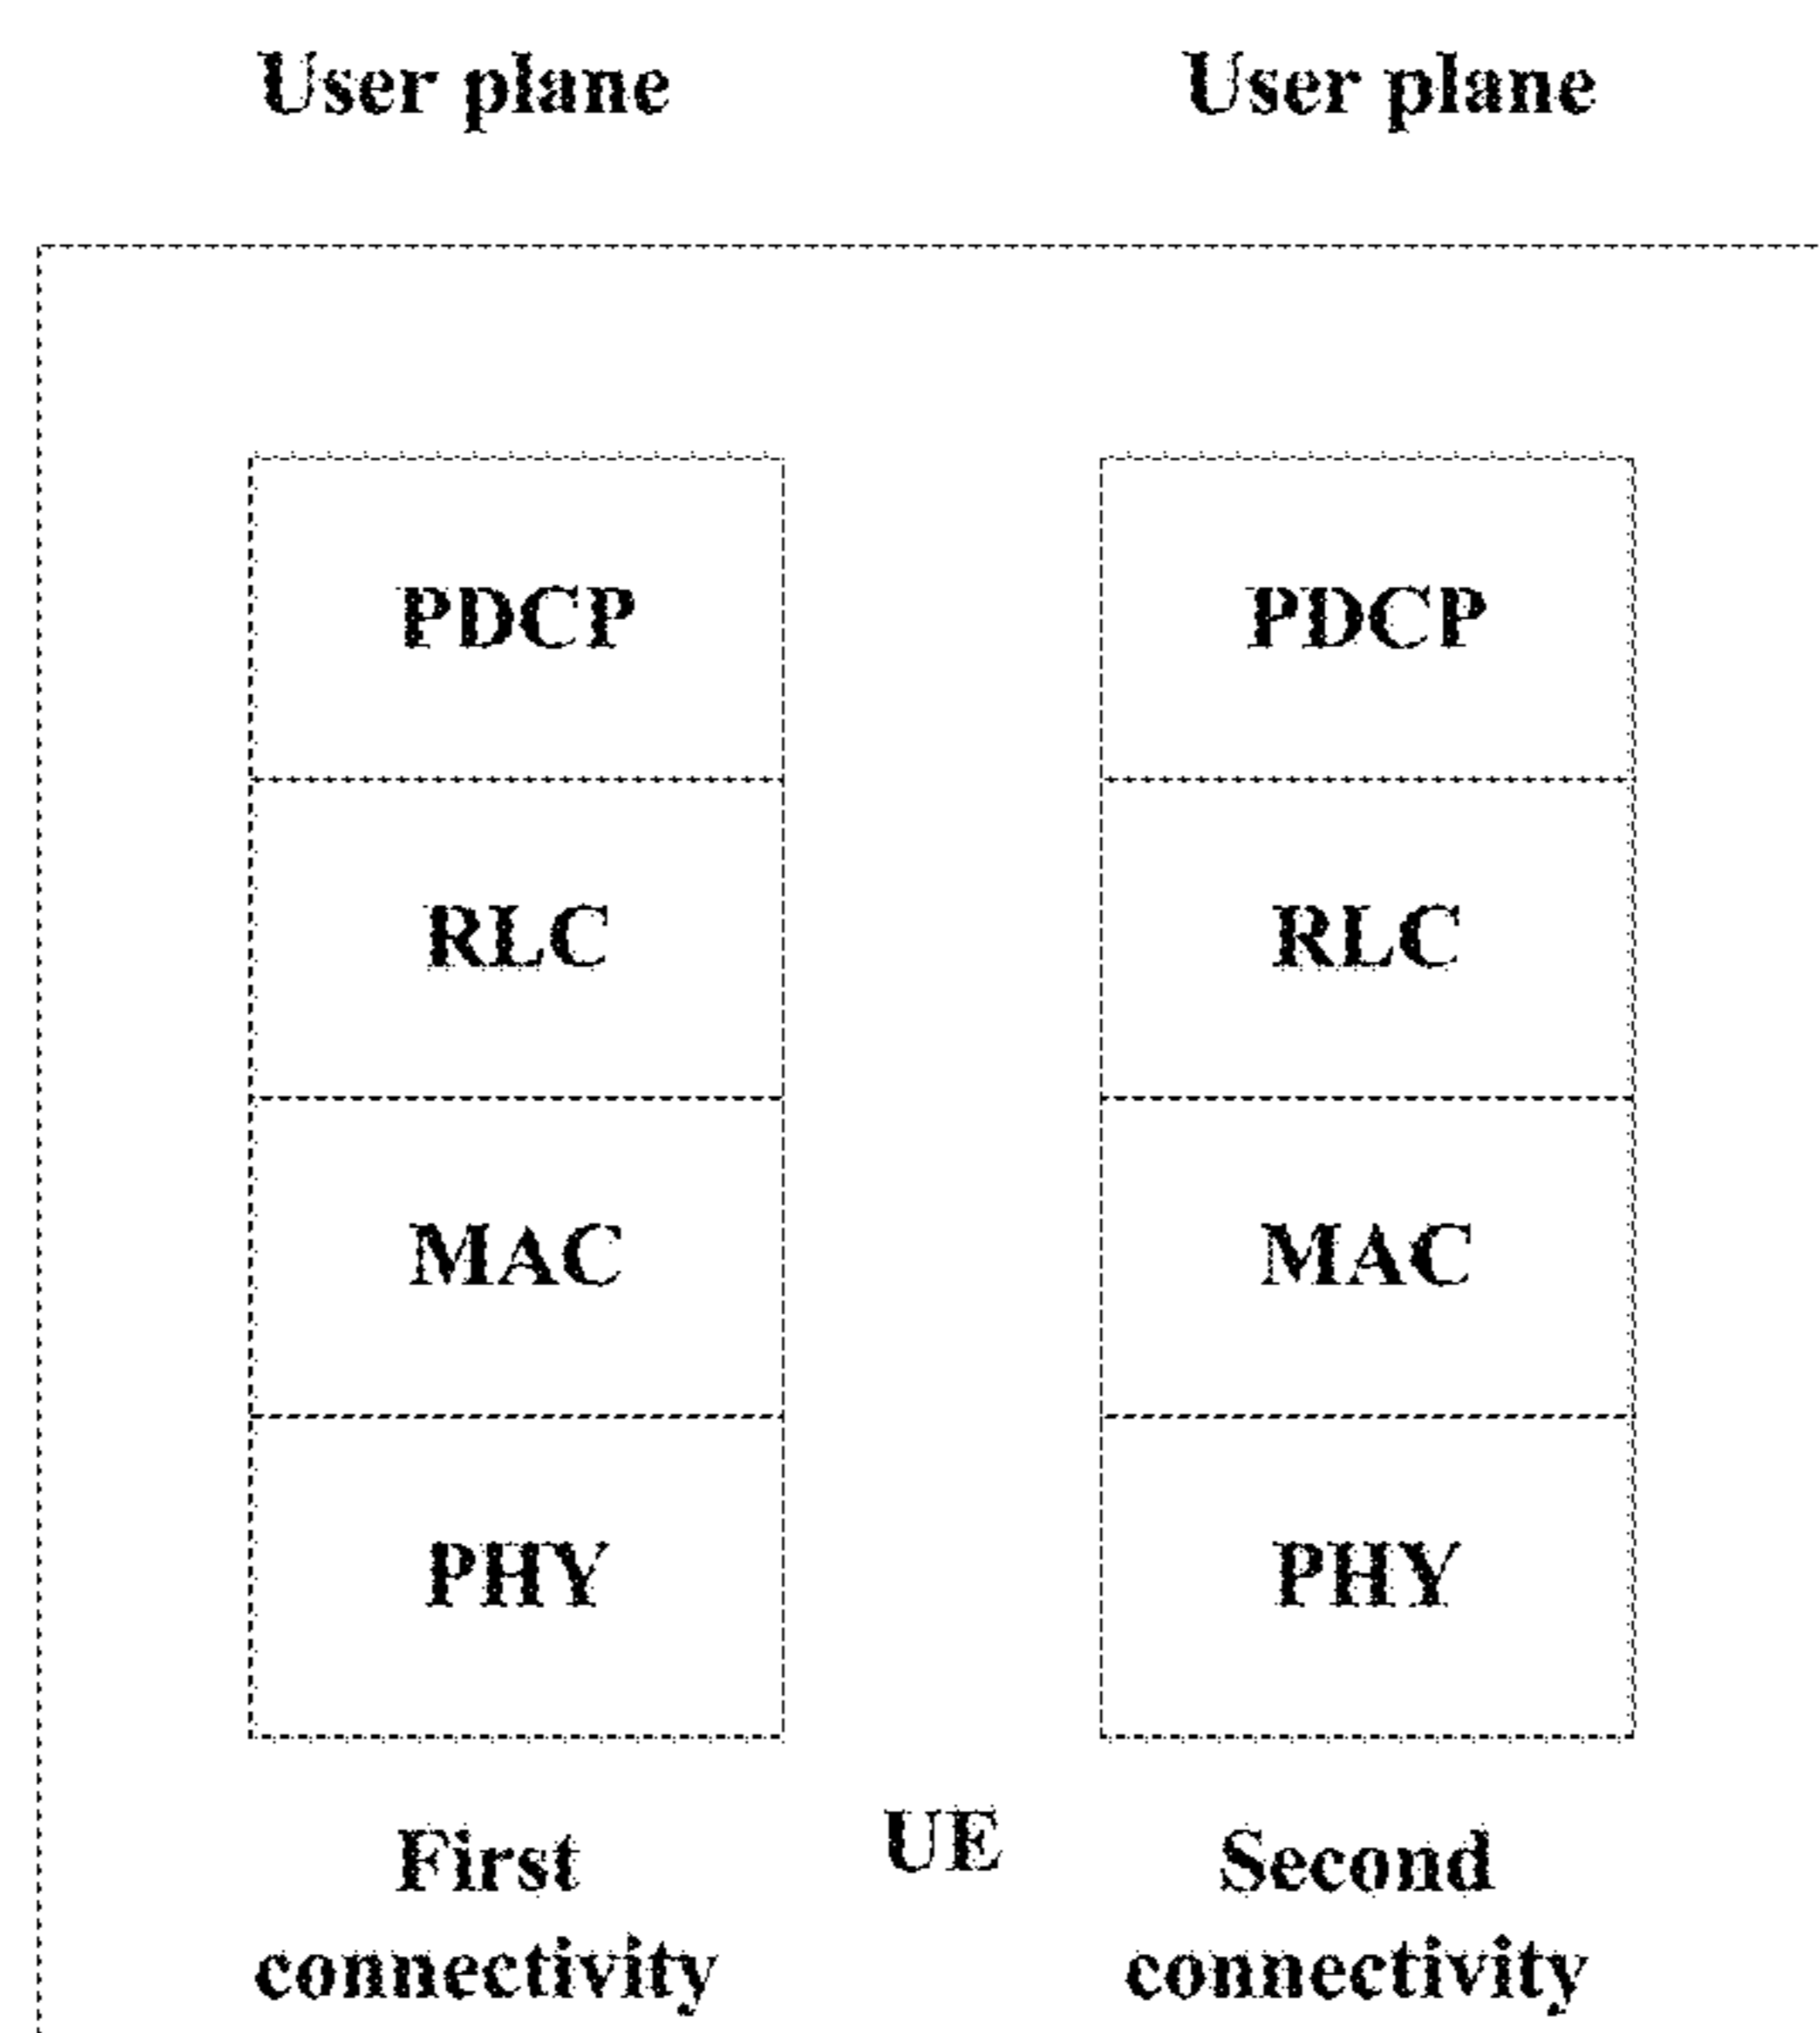 User plane
User plane
PDCP
PDCP
RLC
RLC
MAC
MAC
PHY
PHY
First
connectivity
UE
Second
connectivity